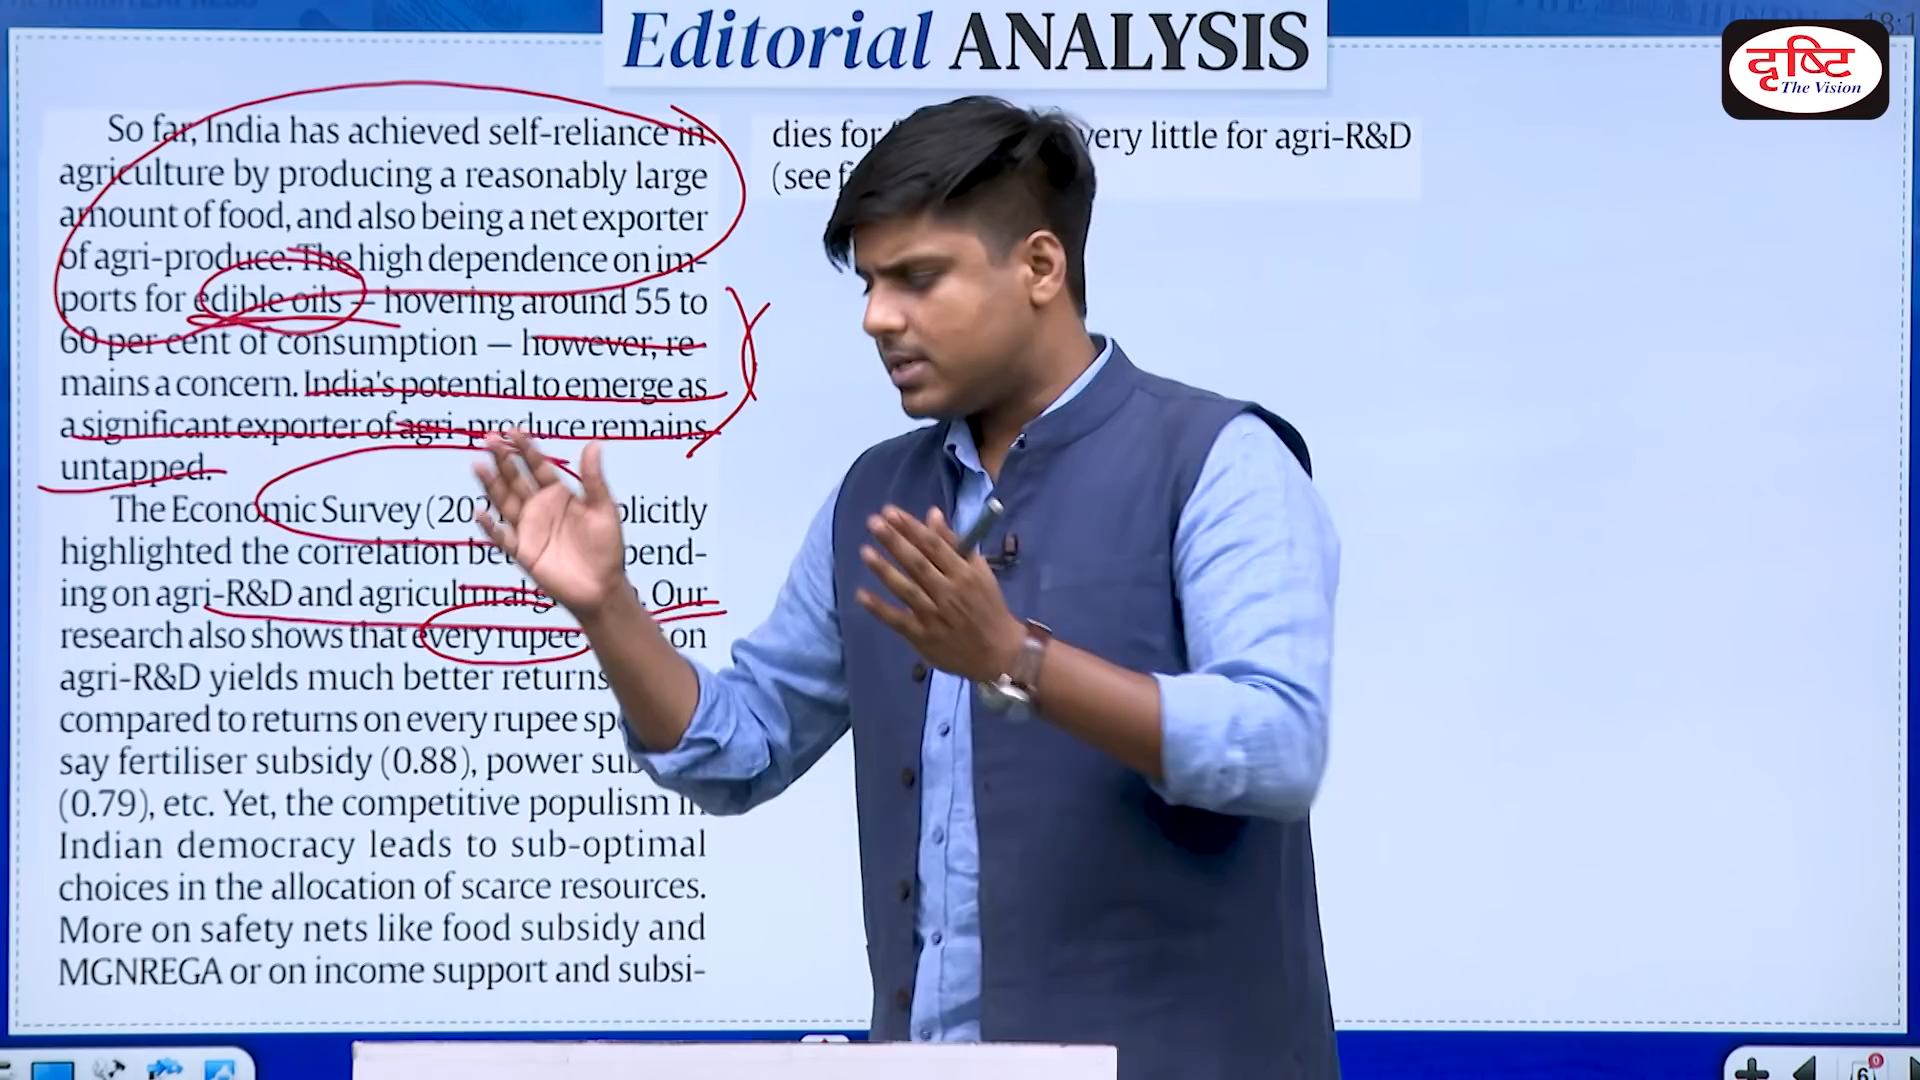 Editorial ANALYSIS
दृष्टि
The Vision
So far, India has achieved self-reliance in
agriculture by producing a reasonably large
amount of food, and also being a net exporter
of agri-produce. The high dependence on im-
ports for edible oils — hovering around 55 to
60 per cent of consumption — however, re-
mains a concern. India's potential to emerge as
a significant exporter of agri-produce remains
untapped.
The Economic Survey
highlighted the correlation
ing on agri-R&D and agricultural Our
research also shows that every rupee on
agri-R&D yields much better returns
compared to returns on every rupee
say fertiliser subsidy (0.88), power
(0.79), etc. Yet, the competitive populism
Indian democracy leads to sub-optimal
choices in the allocation of scarce resources.
More on safety nets like food subsidy and
MGNREGA or on income support and subsi-
dies for very little for agri-R&D
(see
6
0